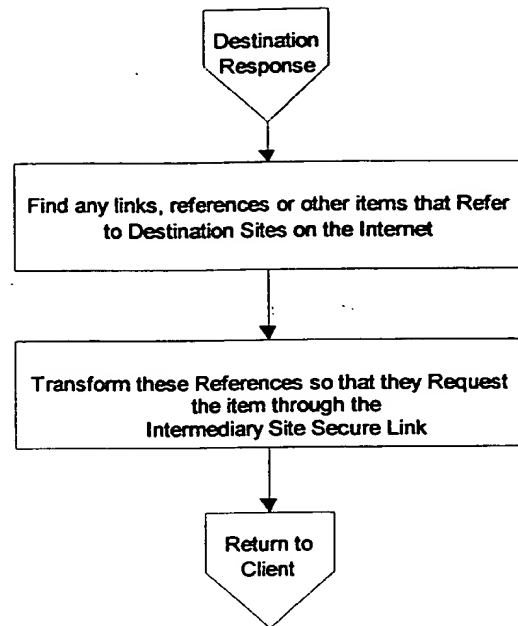 Destination
Response
Find any links, references or other items that Refer
to Destination Sites on the Internet
Transform these References so that they Request
the item through the
Intermediary Site Secure Link
Return to
Client